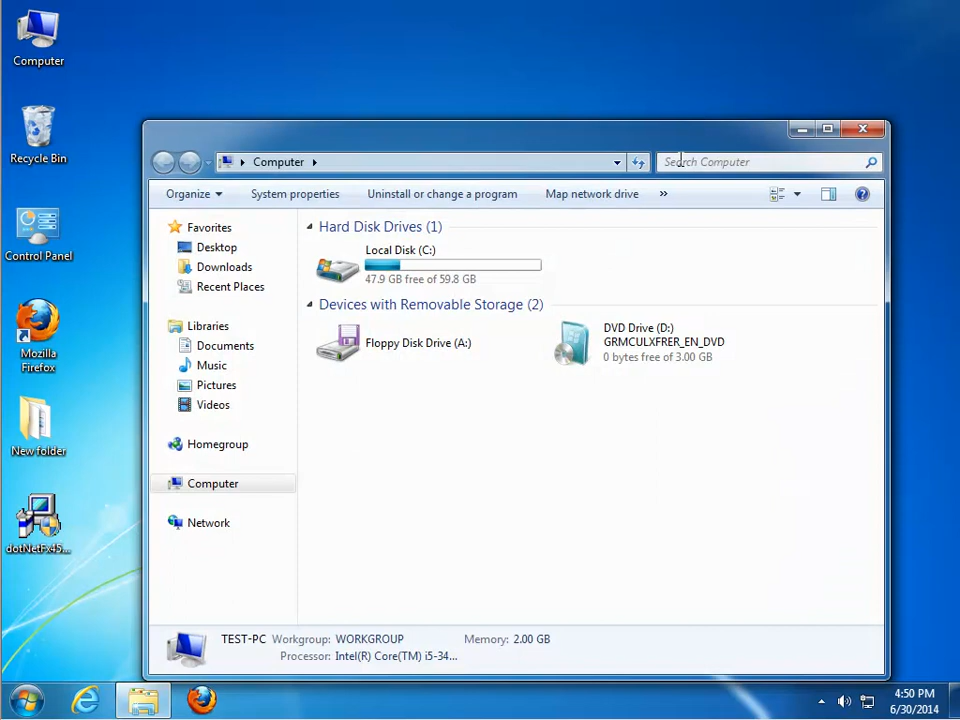 Computer
Recycle Bin
Control Panel
Mozilla
Firefox
New folder
dotNetFx45...
Computer
Search Computer
Organize
System properties
Uninstall or change a program
Map network drive
»
Favorites
Desktop
Downloads
Recent Places
Libraries
Documents
Music
Pictures
Videos
Homegroup
Computer
Network
Hard Disk Drives (1)
Local Disk (C:)
47.9 GB free of 59.8 GB
Devices with Removable Storage (2)
Floppy Disk Drive (A:)
DVD Drive (D:)
GRMCULXFRER_EN_DVD
0 bytes free of 3.00 GB
TEST-PC Workgroup: WORKGROUP Memory: 2.00 GB
Processor: Intel(R) Core(TM) i5-34...
4:50 PM
6/30/2014